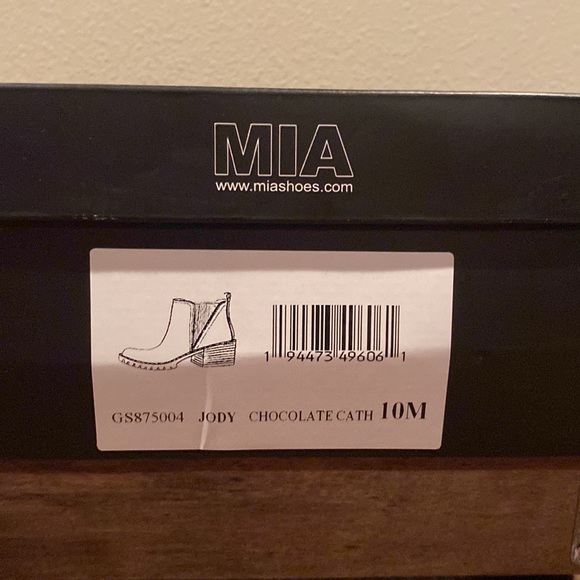 MIA
www.miashoes.com
1 94473 49606 1
GS875004 JODY CHOCOLATE CATH 10M